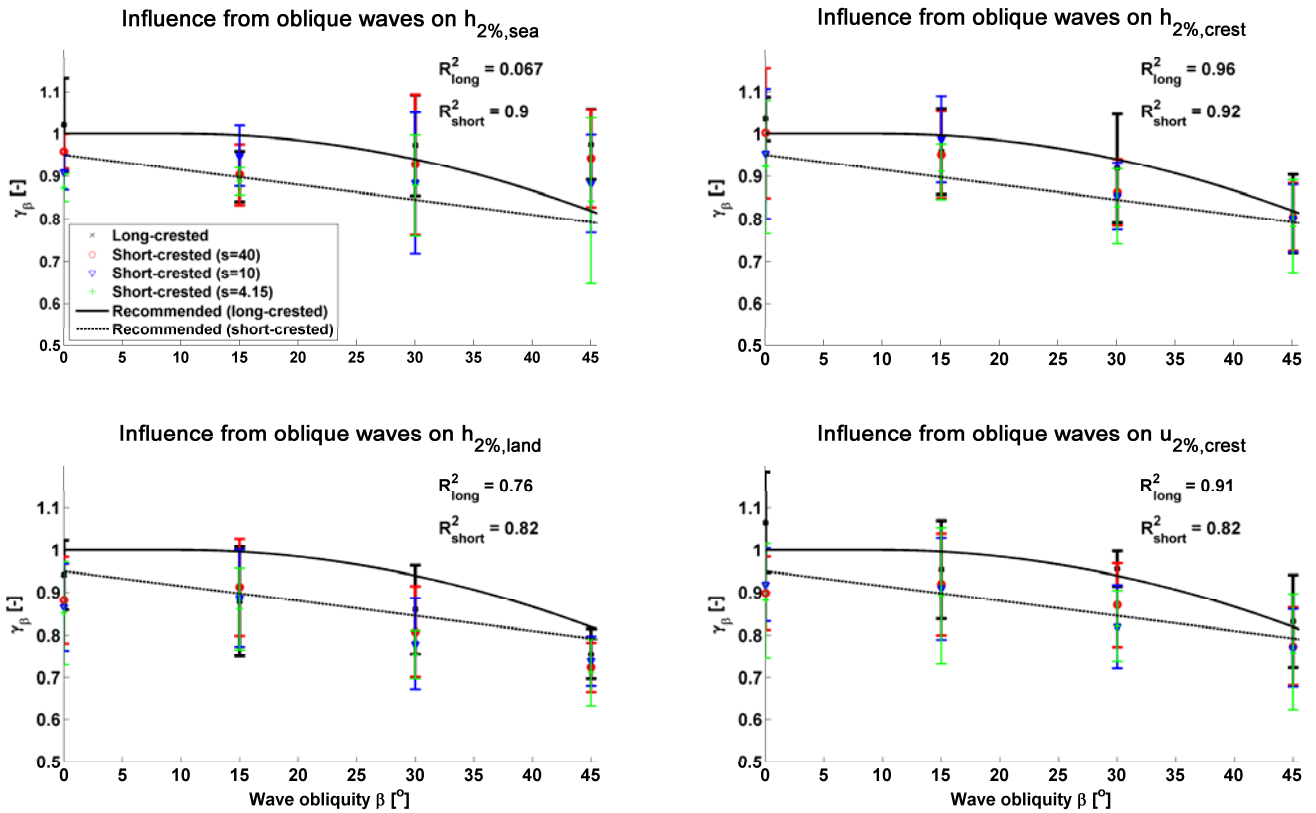 Influence from oblique waves on h2%,sea
R²long = 0.067
R²short = 0.9
1.1
1
0.9
0.8
0.7
0.6
0.5
γβ [-]
Long-crested
Short-crested (s=40)
Short-crested (s=10)
Short-crested (s=4.15)
Recommended (long-crested)
Recommended (short-crested)
0 5 10 15 20 25 30 35 40 45
Influence from oblique waves on h2%,crest
R²long = 0.96
R²short = 0.92
1.1
1
0.9
0.8
0.7
0.6
0.5
γβ [-]
0 5 10 15 20 25 30 35 40 45
Influence from oblique waves on h2%,land
R²long = 0.76
R²short = 0.82
1.1
1
0.9
0.8
0.7
0.6
0.5
γβ [-]
0 5 10 15 20 25 30 35 40 45
Wave obliquity β [o]
Influence from oblique waves on u2%,crest
R²long = 0.91
R²short = 0.82
1.1
1
0.9
0.8
0.7
0.6
0.5
γβ [-]
0 5 10 15 20 25 30 35 40 45
Wave obliquity β [o]